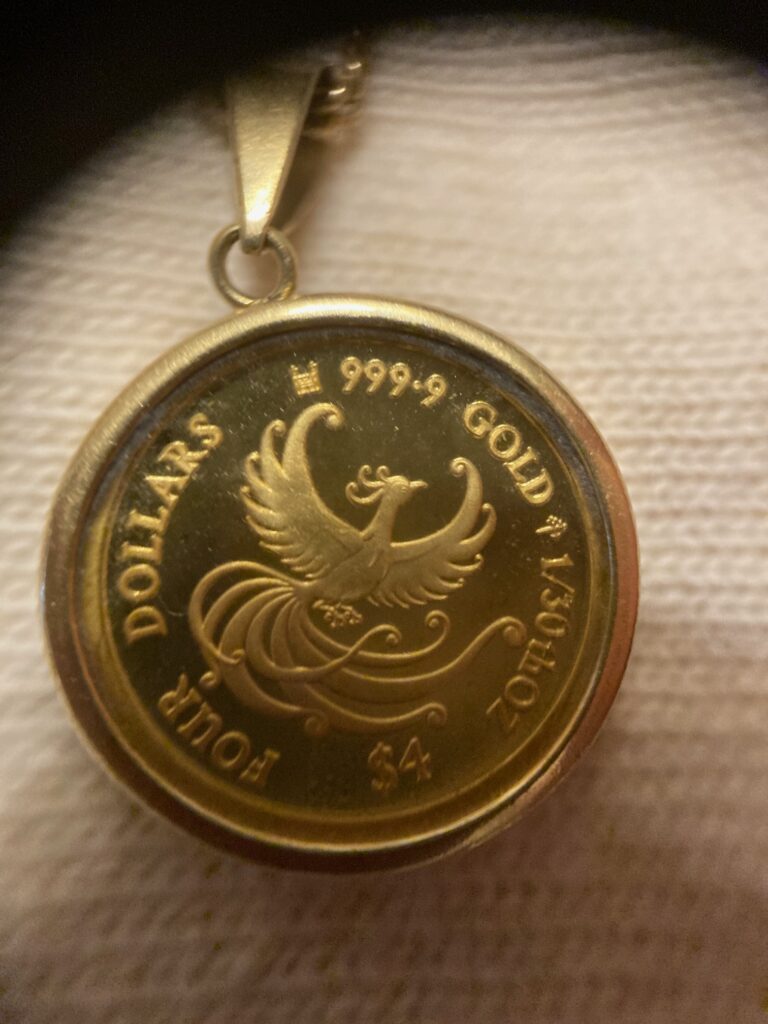 FOUR DOLLARS
999.9 GOLD
1/30th OZ
$4